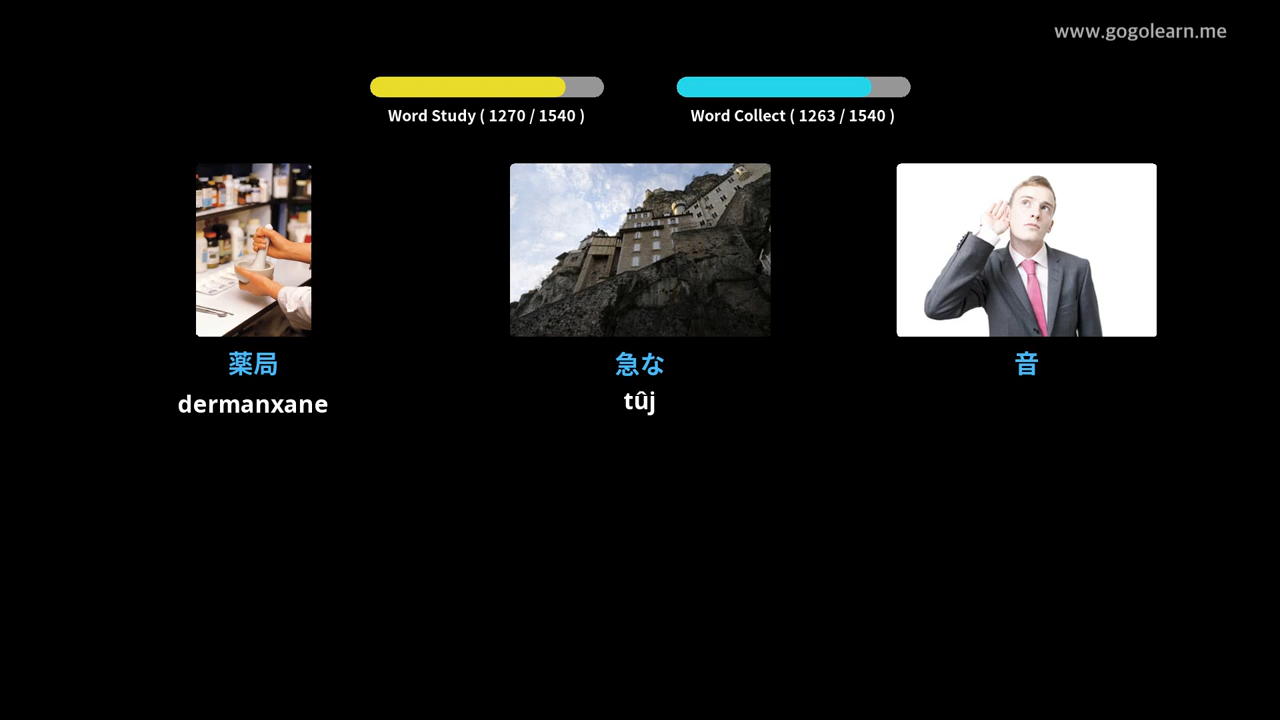 www.gogolearn.me
Word Study ( 1270 / 1540 )
Word Collect ( 1263 / 1540 )
薬局
急な
音
dermanxane
tûj